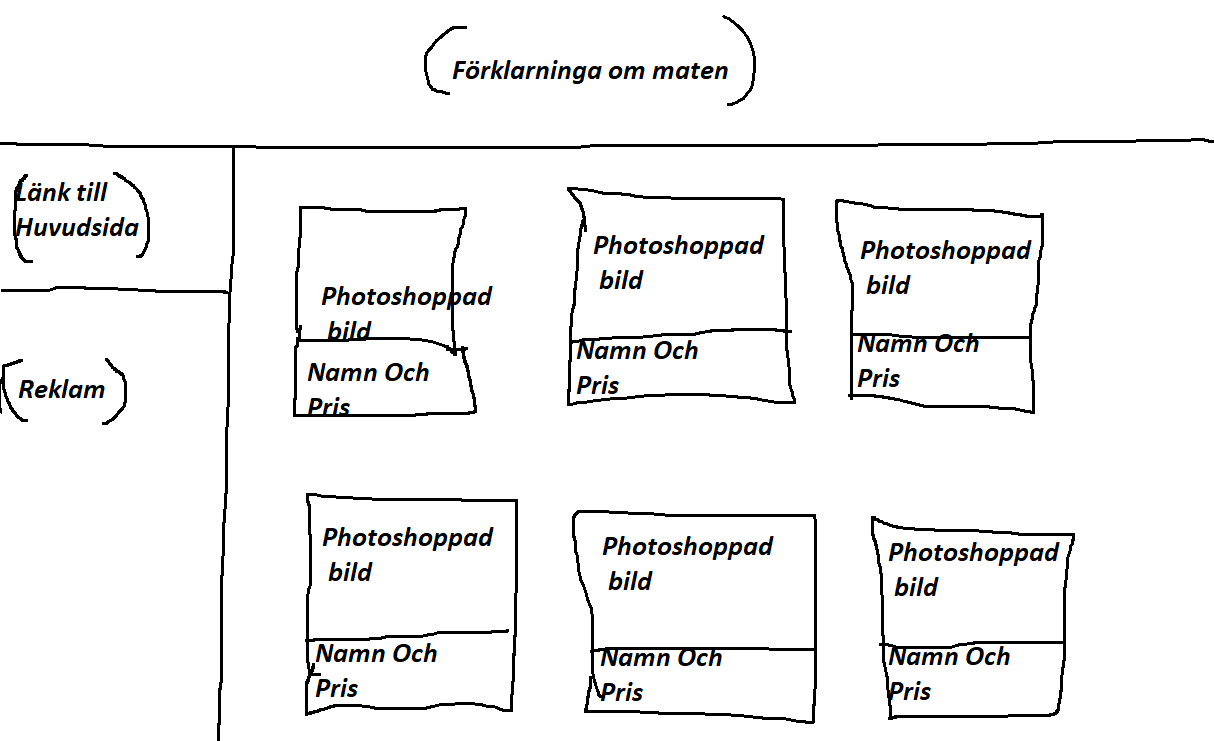 Förklarninga om maten
Länk till
Huvudsida
Reklam
Photoshoppad
bild
Namn Och
Pris
Photoshoppad
bild
Namn Och
Pris
Photoshoppad
bild
Namn Och
Pris
Photoshoppad
bild
Namn Och
Pris
Photoshoppad
bild
Namn Och
Pris
Photoshoppad
bild
Namn Och
Pris